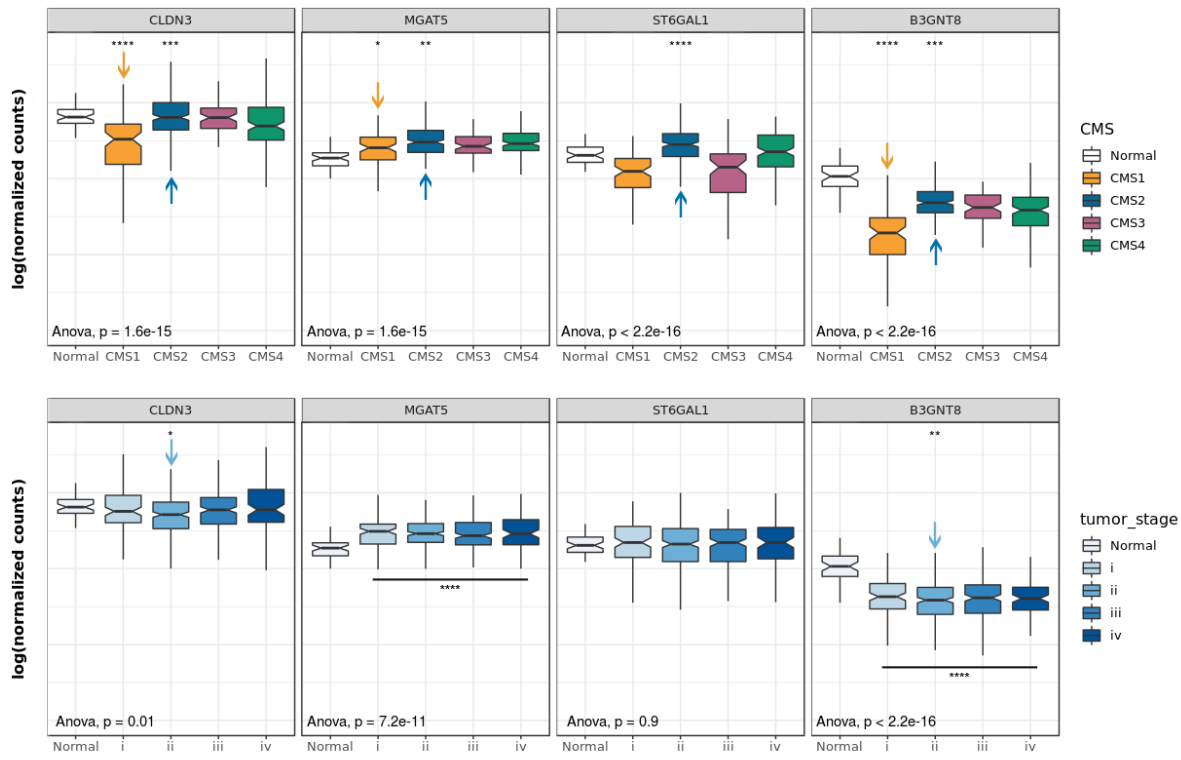 CLDN3 MGAT5 ST6GAL1 B3GNT8
**** *** * ** **** **** ***
log(normalized counts)
Anova, p = 1.6e-15 Anova, p = 1.6e-15 Anova, p < 2.2e-16 Anova, p < 2.2e-16
Normal CMS1 CMS2 CMS3 CMS4 Normal CMS1 CMS2 CMS3 CMS4 Normal CMS1 CMS2 CMS3 CMS4 Normal CMS1 CMS2 CMS3 CMS4
CMS
Normal
CMS1
CMS2
CMS3
CMS4
CLDN3 MGAT5 ST6GAL1 B3GNT8
* **
log(normalized counts)
****
****
Anova, p = 0.01 Anova, p = 7.2e-11 Anova, p = 0.9 Anova, p < 2.2e-16
Normal i ii iii iv Normal i ii iii iv Normal i ii iii iv Normal i ii iii iv
tumor_stage
Normal
i
ii
iii
iv